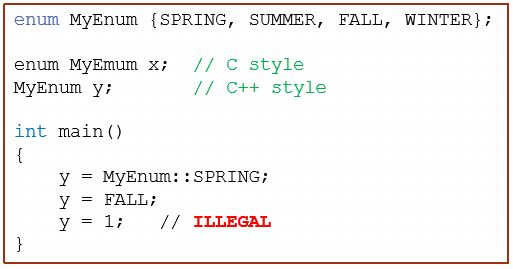 enum MyEnum {SPRING, SUMMER, FALL, WINTER};
enum MyEmum x;  // C style
MyEnum y;       // C++ style
int main()
{
    y = MyEnum::SPRING;
    y = FALL;
    y = 1;   // ILLEGAL
}